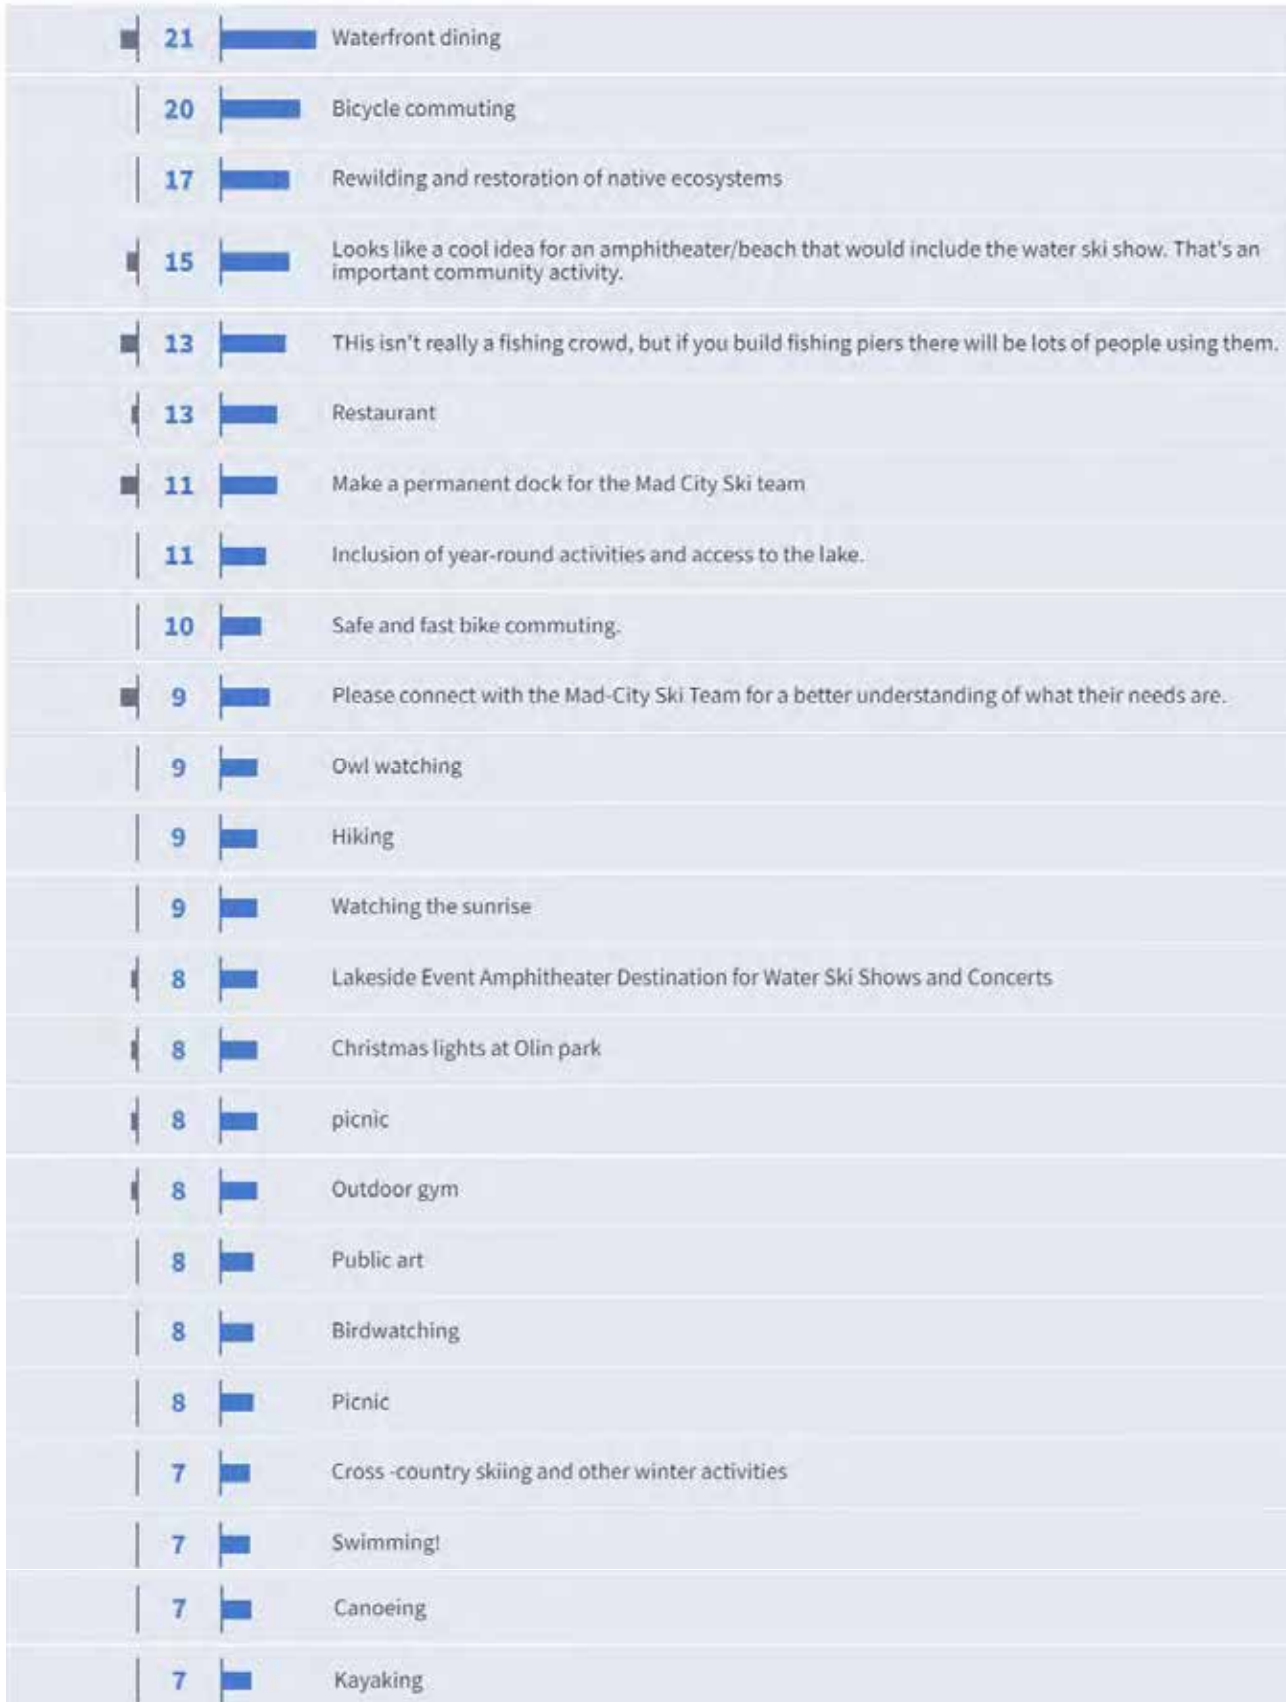 21 Waterfront dining
20 Bicycle commuting
17 Rewilding and restoration of native ecosystems
15 Looks like a cool idea for an amphitheater/beach that would include the water ski show. That's an
important community activity.
13 THis isn't really a fishing crowd, but if you build fishing piers there will be lots of people using them.
13 Restaurant
11 Make a permanent dock for the Mad City Ski team
11 Inclusion of year-round activities and access to the lake.
10 Safe and fast bike commuting.
9 Please connect with the Mad-City Ski Team for a better understanding of what their needs are.
9 Owl watching
9 Hiking
9 Watching the sunrise
8 Lakeside Event Amphitheater Destination for Water Ski Shows and Concerts
8 Christmas lights at Olin park
8 picnic
8 Outdoor gym
8 Public art
8 Birdwatching
8 Picnic
7 Cross -country skiing and other winter activities
7 Swimming!
7 Canoeing
7 Kayaking